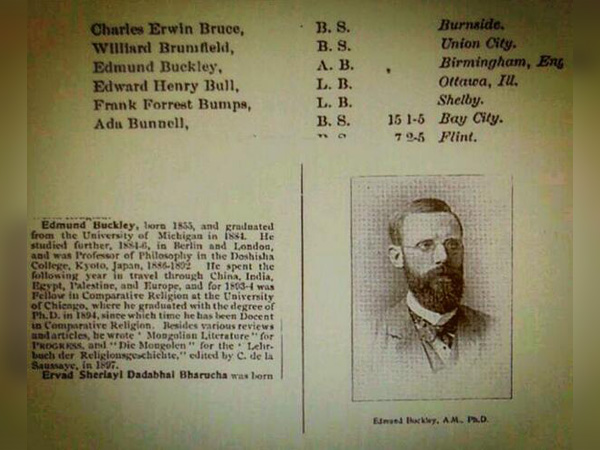 Charles Erwin Bruce, B. S. Burnside.
Williard Brumfield, B. S. Union City.
Edmund Buckley, A. B. Birmingham, Eng
Edward Henry Bull, L. B. Ottawa, Ill.
Frank Forrest Bumps, L. B. Shelby.
Ada Bunnell, B. S. 15 1-5 Bay City.
7 2-5 Flint.
Edmund Buckley, born 1855, and graduated
from the University of Michigan in 1884. He
studied further, 1884-6, in Berlin and London,
and was Professor of Philosophy in the Doshisha
College, Kyoto, Japan, 1886-1892 He spent the
following year in travel through China, India,
Egypt, Palestine, and Europe, and for 1893-4 was
Fellow in Comparative Religion at the University
of Chicago, where he graduated with the degree of
Ph.D. in 1894, since which time he has been Docent
in Comparative Religion. Besides various reviews
and articles, he wrote ' Mongolian Literature" for
PROGRESS, and "Die Mongolen" for the ' Lehr-
buch der Religionsgeschichte," edited by C. de la
Saussaye, in 1897.
Ervad Sheriayi Dadabhai Bharucha was born
Edmund Buckley, A.M., Ph.D.